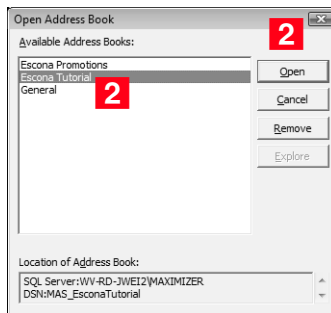 Open Address Book
2
Available Address Books:
Escona Promotions
Escona Tutorial
General
2
Open
Cancel
Remove
Explore
Location of Address Book:
SQL Server:WV-RD-JWEI2\MAXIMIZER
DSN:MAS_EsconaTutorial